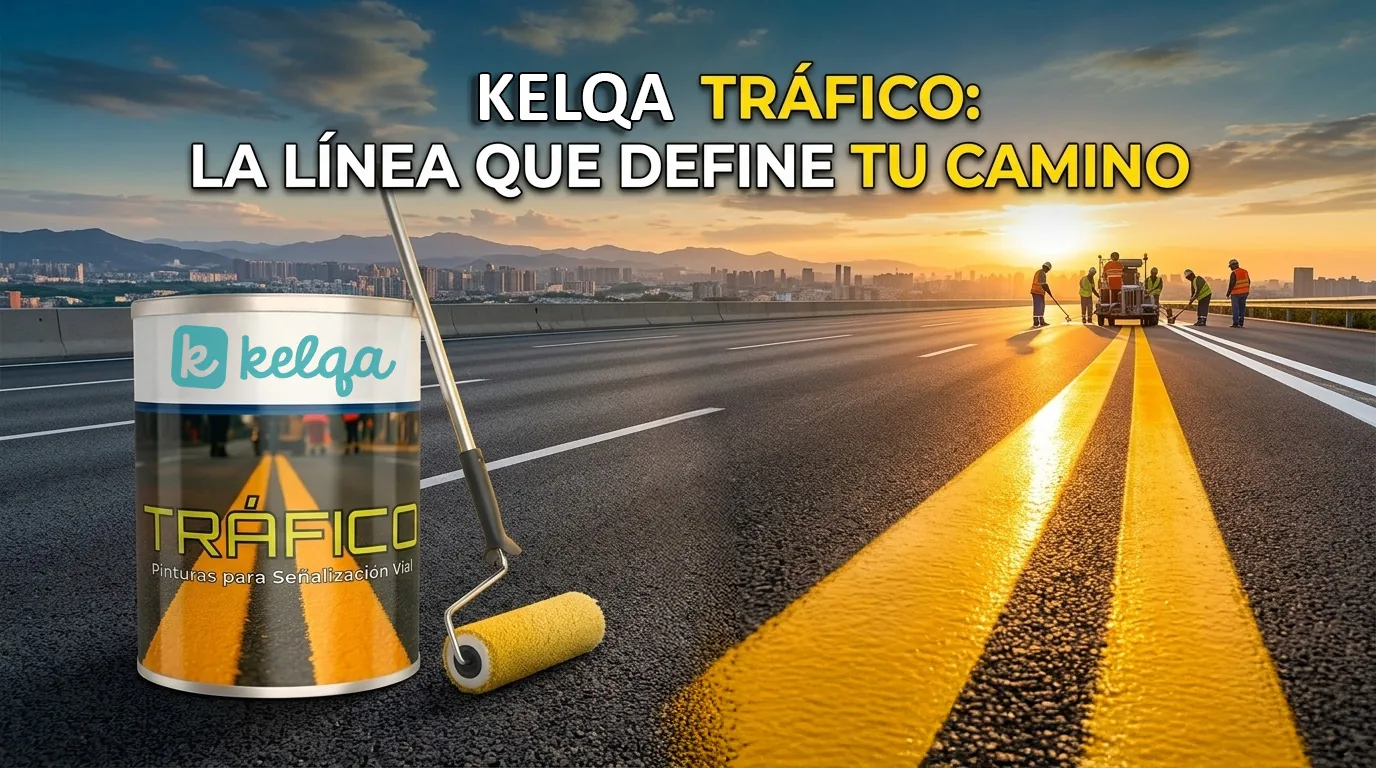 KELQA TRÁFICO:
LA LÍNEA QUE DEFINE TU CAMINO
k kelqa
TRÁFICO
Pinturas para Señalización Vial